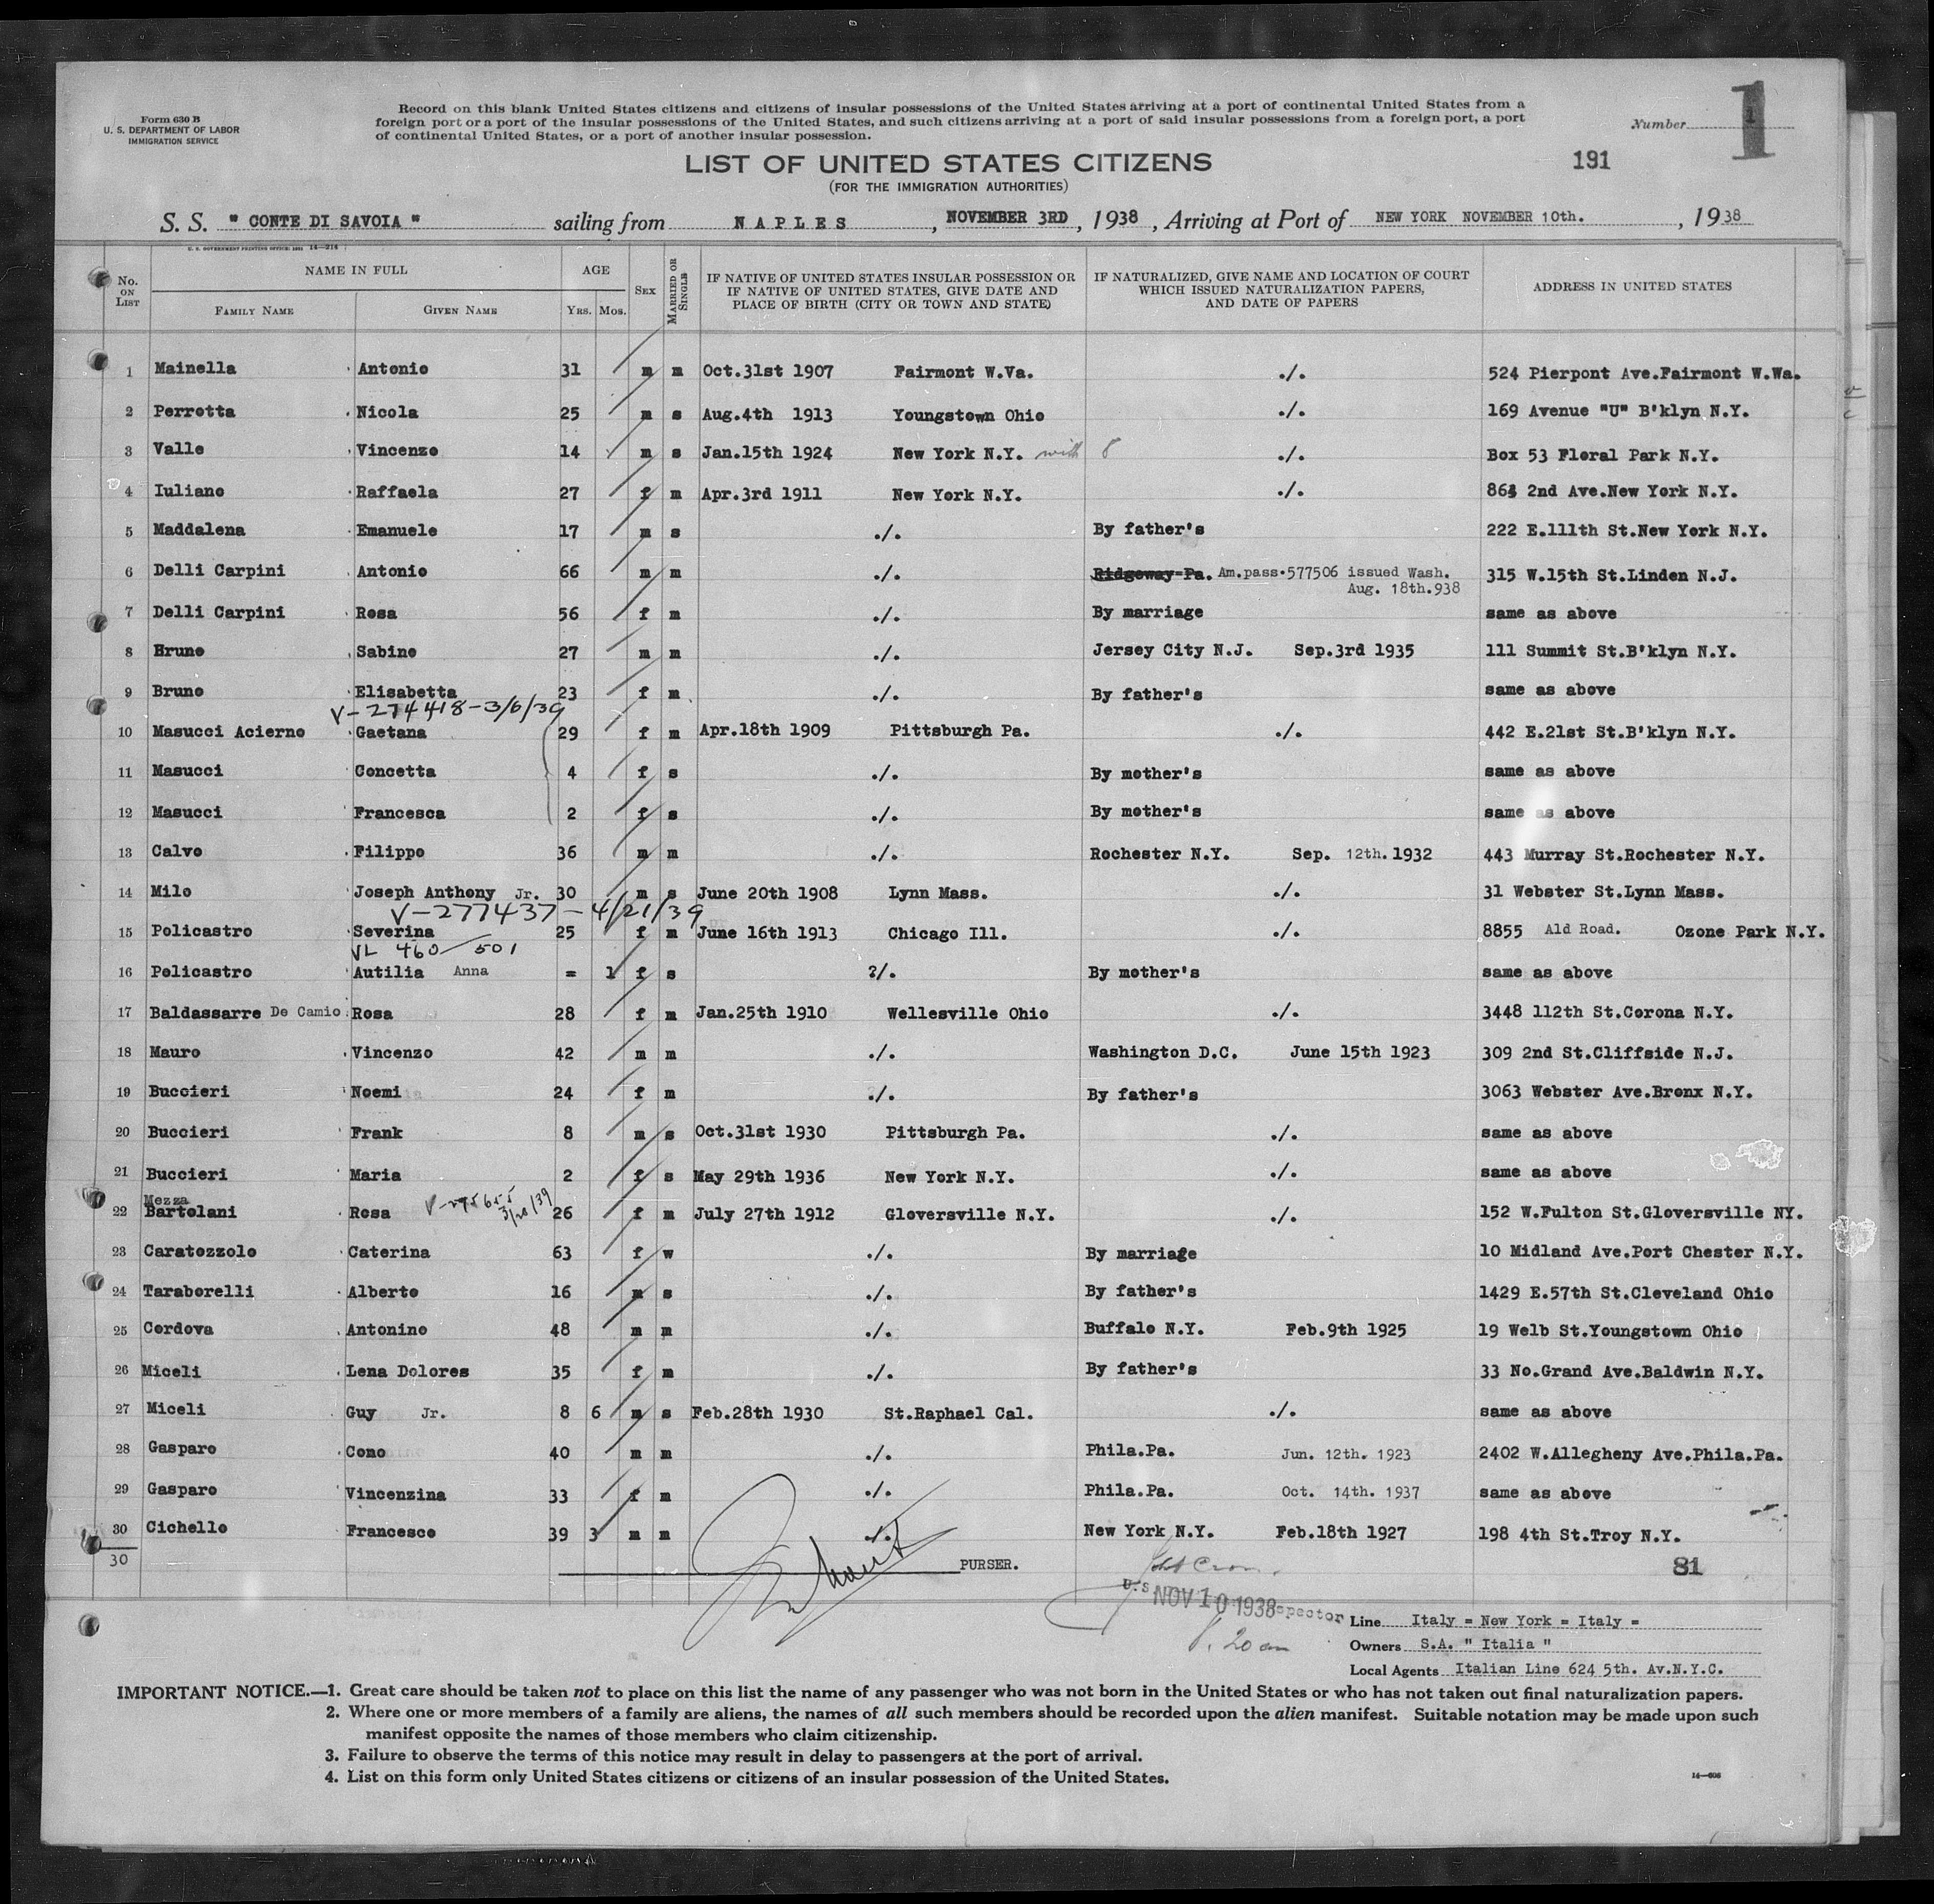 Form 630 B
U. S. DEPARTMENT OF LABOR
IMMIGRATION SERVICE
Record on this blank United States citizens and citizens of insular possessions of the United States arriving at a port of continental United States from a
foreign port or a port of the insular possessions of the United States, and such citizens arriving at a port of said insular possessions from a foreign port, a port
of continental United States, or a port of another insular possession.
Number 1
1
191
LIST OF UNITED STATES CITIZENS
(FOR THE IMMIGRATION AUTHORITIES)
S. S. " CONTE DI SAVOIA " sailing from NAPLES, NOVEMBER 3RD, 1938, Arriving at Port of NEW YORK NOVEMBER 10th., 1938
U. S. GOVERNMENT PRINTING OFFICE: 1931 14—214
No. ON LIST NAME IN FULL FAMILY NAME GIVEN NAME AGE YRS. MOS. SEX MARRIED OR SINGLE IF NATIVE OF UNITED STATES INSULAR POSSESSION OR IF NATIVE OF UNITED STATES, GIVE DATE AND PLACE OF BIRTH (CITY OR TOWN AND STATE) IF NATURALIZED, GIVE NAME AND LOCATION OF COURT WHICH ISSUED NATURALIZATION PAPERS, AND DATE OF PAPERS ADDRESS IN UNITED STATES
1 Mainella Antonio 31 m m Oct.31st 1907 Fairmont W.Va. ./. 524 Pierpont Ave.Fairmont W.Wa.
2 Perrotta Nicola 25 m s Aug.4th 1913 Youngstown Ohio ./. 169 Avenue "U" B'klyn N.Y.
3 Valle Vincenzo 14 m s Jan.15th 1924 New York N.Y. with 8 ./. Box 53 Floral Park N.Y.
4 Iuliano Raffaela 27 f m Apr.3rd 1911 New York N.Y. ./. 863 2nd Ave.New York N.Y.
5 Maddalena Emanuele 17 m s ./. By father's 222 E.111th St.New York N.Y.
6 Delli Carpini Antonio 66 m m ./. Ridgeway-Pa. Am.pass.577506 issued Wash. 315 W.15th St.Linden N.J.
Aug. 18th.938
7 Delli Carpini Rosa 56 f m ./. By marriage same as above
8 Bruno Sabino 27 m m ./. Jersey City N.J. Sep.3rd 1935 111 Summit St.B'klyn N.Y.
9 Bruno Elisabetta 23 f m ./. By father's same as above
V-274418-3/6/39
10 Masucci Acierno Gaetana 29 f m Apr.18th 1909 Pittsburgh Pa. ./. 442 E.21st St.B'klyn N.Y.
11 Masucci Concetta 4 f s ./. By mother's same as above
12 Masucci Francesca 2 f s ./. By mother's same as above
13 Calvo Filippo 36 m m ./. Rochester N.Y. Sep. 12th. 1932 443 Murray St.Rochester N.Y.
14 Milo Joseph Anthony Jr. 30 m s June 20th 1908 Lynn Mass. ./. 31 Webster St.Lynn Mass.
V-277437-4/21/39
15 Policastro Severina 25 f m June 16th 1913 Chicago Ill. ./. 8855 Ald Road. Ozone Park N.Y.
VL 460/501
16 Policastro Autilia Anna = 1 f s ?/. By mother's same as above
17 Baldassarre De Camio Rosa 28 f m Jan.25th 1910 Wellesville Ohio ./. 3448 112th St.Corona N.Y.
18 Mauro Vincenzo 42 m m ./. Washington D.C. June 15th 1923 309 2nd St.Cliffside N.J.
19 Buccieri Noemi 24 f m ./. By father's 3063 Webster Ave.Bronx N.Y.
20 Buccieri Frank 8 m s Oct.31st 1930 Pittsburgh Pa. ./. same as above
21 Buccieri Maria 2 f s May 29th 1936 New York N.Y. ./. same as above
Mezza V-295655 3/20/39
22 Bartolani Rosa 26 f m July 27th 1912 Gloversville N.Y. ./. 152 W.Fulton St.Gloversville NY.
23 Caratozzolo Caterina 63 f w ./. By marriage 10 Midland Ave.Port Chester N.Y.
24 Taraborelli Alberto 16 m s ./. By father's 1429 E.57th St.Cleveland Ohio
25 Cordova Antonino 48 m m ./. Buffalo N.Y. Feb.9th 1925 19 Welb St.Youngstown Ohio
26 Miceli Lena Dolores 35 f m ./. By father's 33 No.Grand Ave.Baldwin N.Y.
27 Miceli Guy Jr. 8 6 m s Feb.28th 1930 St.Raphael Cal. ./. same as above
28 Gasparo Cono 40 m m ./. Phila.Pa. Jun. 12th. 1923 2402 W.Allegheny Ave.Phila.Pa.
29 Gasparo Vincenzina 33 f m ./. Phila.Pa. Oct. 14th. 1937 same as above
30 Cichello Francesco 39 3 m m ./. New York N.Y. Feb.18th 1927 198 4th St.Troy N.Y.
30
PURSER.
81
U.S NOV 10 1938 spector
8.20 am
Line Italy = New York = Italy =
Owners S.A. " Italia "
Local Agents Italian Line 624 5th. Av.N.Y.C.
IMPORTANT NOTICE.—1. Great care should be taken not to place on this list the name of any passenger who was not born in the United States or who has not taken out final naturalization papers.
2. Where one or more members of a family are aliens, the names of all such members should be recorded upon the alien manifest. Suitable notation may be made upon such
manifest opposite the names of those members who claim citizenship.
3. Failure to observe the terms of this notice may result in delay to passengers at the port of arrival.
4. List on this form only United States citizens or citizens of an insular possession of the United States.
14—608